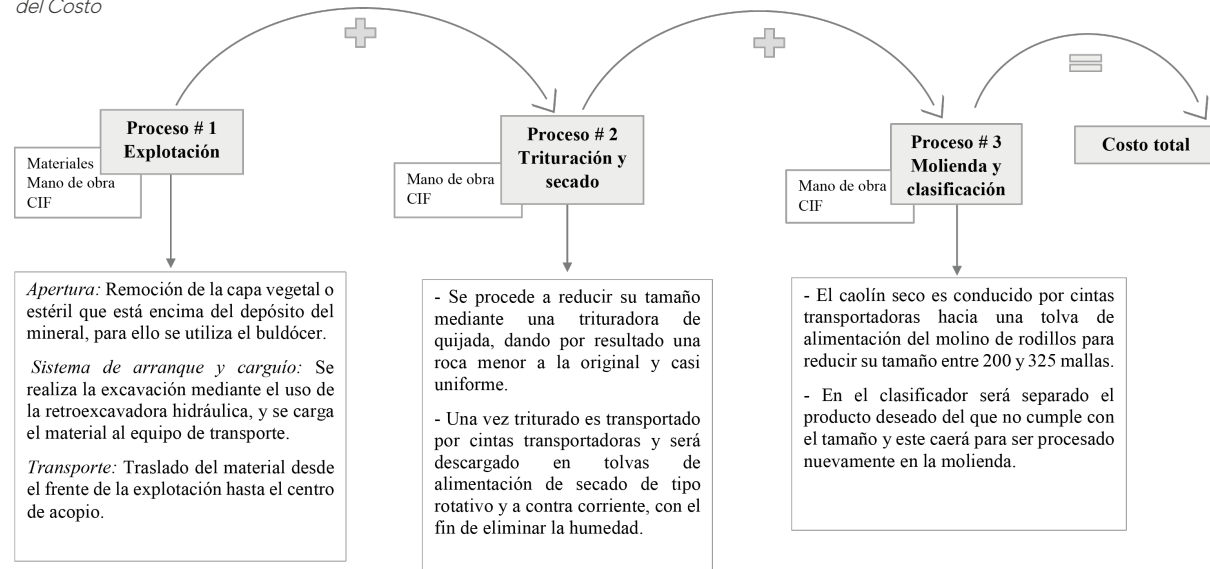 del Costo
Proceso # 1
Explotación
Materiales
Mano de obra
CIF
Apertura: Remoción de la capa vegetal o
estéril que está encima del depósito del
mineral, para ello se utiliza el buldócer.
Sistema de arranque y carguío: Se
realiza la excavación mediante el uso de
la retroexcavadora hidráulica, y se carga
el material al equipo de transporte.
Transporte: Traslado del material desde
el frente de la explotación hasta el centro
de acopio.
Proceso # 2
Trituración y
secado
Mano de obra
CIF
- Se procede a reducir su tamaño
mediante una trituradora de
quijada, dando por resultado una
roca menor a la original y casi
uniforme.
- Una vez triturado es transportado
por cintas transportadoras y será
descargado en tolvas de
alimentación de secado de tipo
rotativo y a contra corriente, con el
fin de eliminar la humedad.
Proceso # 3
Molienda y
clasificación
Mano de obra
CIF
- El caolín seco es conducido por cintas
transportadoras hacia una tolva de
alimentación del molino de rodillos para
reducir su tamaño entre 200 y 325 mallas.
- En el clasificador será separado el
producto deseado del que no cumple con
el tamaño y este caerá para ser procesado
nuevamente en la molienda.
Costo total